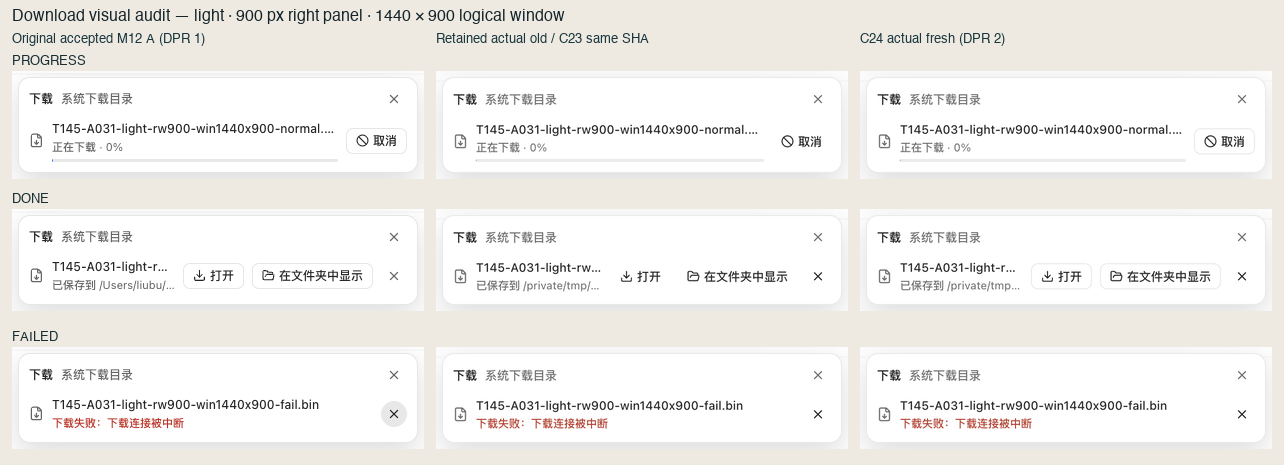 Download visual audit — light · 900 px right panel · 1440 × 900 logical window
Original accepted M12 A (DPR 1)
Retained actual old / C23 same SHA
C24 actual fresh (DPR 2)
PROGRESS
下载 系统下载目录
T145-A031-light-rw900-win1440x900-normal....
正在下载 · 0%
取消
下载 系统下载目录
T145-A031-light-rw900-win1440x900-normal....
正在下载 · 0%
取消
下载 系统下载目录
T145-A031-light-rw900-win1440x900-normal....
正在下载 · 0%
取消
DONE
下载 系统下载目录
T145-A031-light-r...
已保存到 /Users/liubu/...
打开
在文件夹中显示
下载 系统下载目录
T145-A031-light-rw...
已保存到 /private/tmp/...
打开
在文件夹中显示
下载 系统下载目录
T145-A031-light-r...
已保存到 /private/tmp...
打开
在文件夹中显示
FAILED
下载 系统下载目录
T145-A031-light-rw900-win1440x900-fail.bin
下载失败：下载连接被中断
下载 系统下载目录
T145-A031-light-rw900-win1440x900-fail.bin
下载失败：下载连接被中断
下载 系统下载目录
T145-A031-light-rw900-win1440x900-fail.bin
下载失败：下载连接被中断